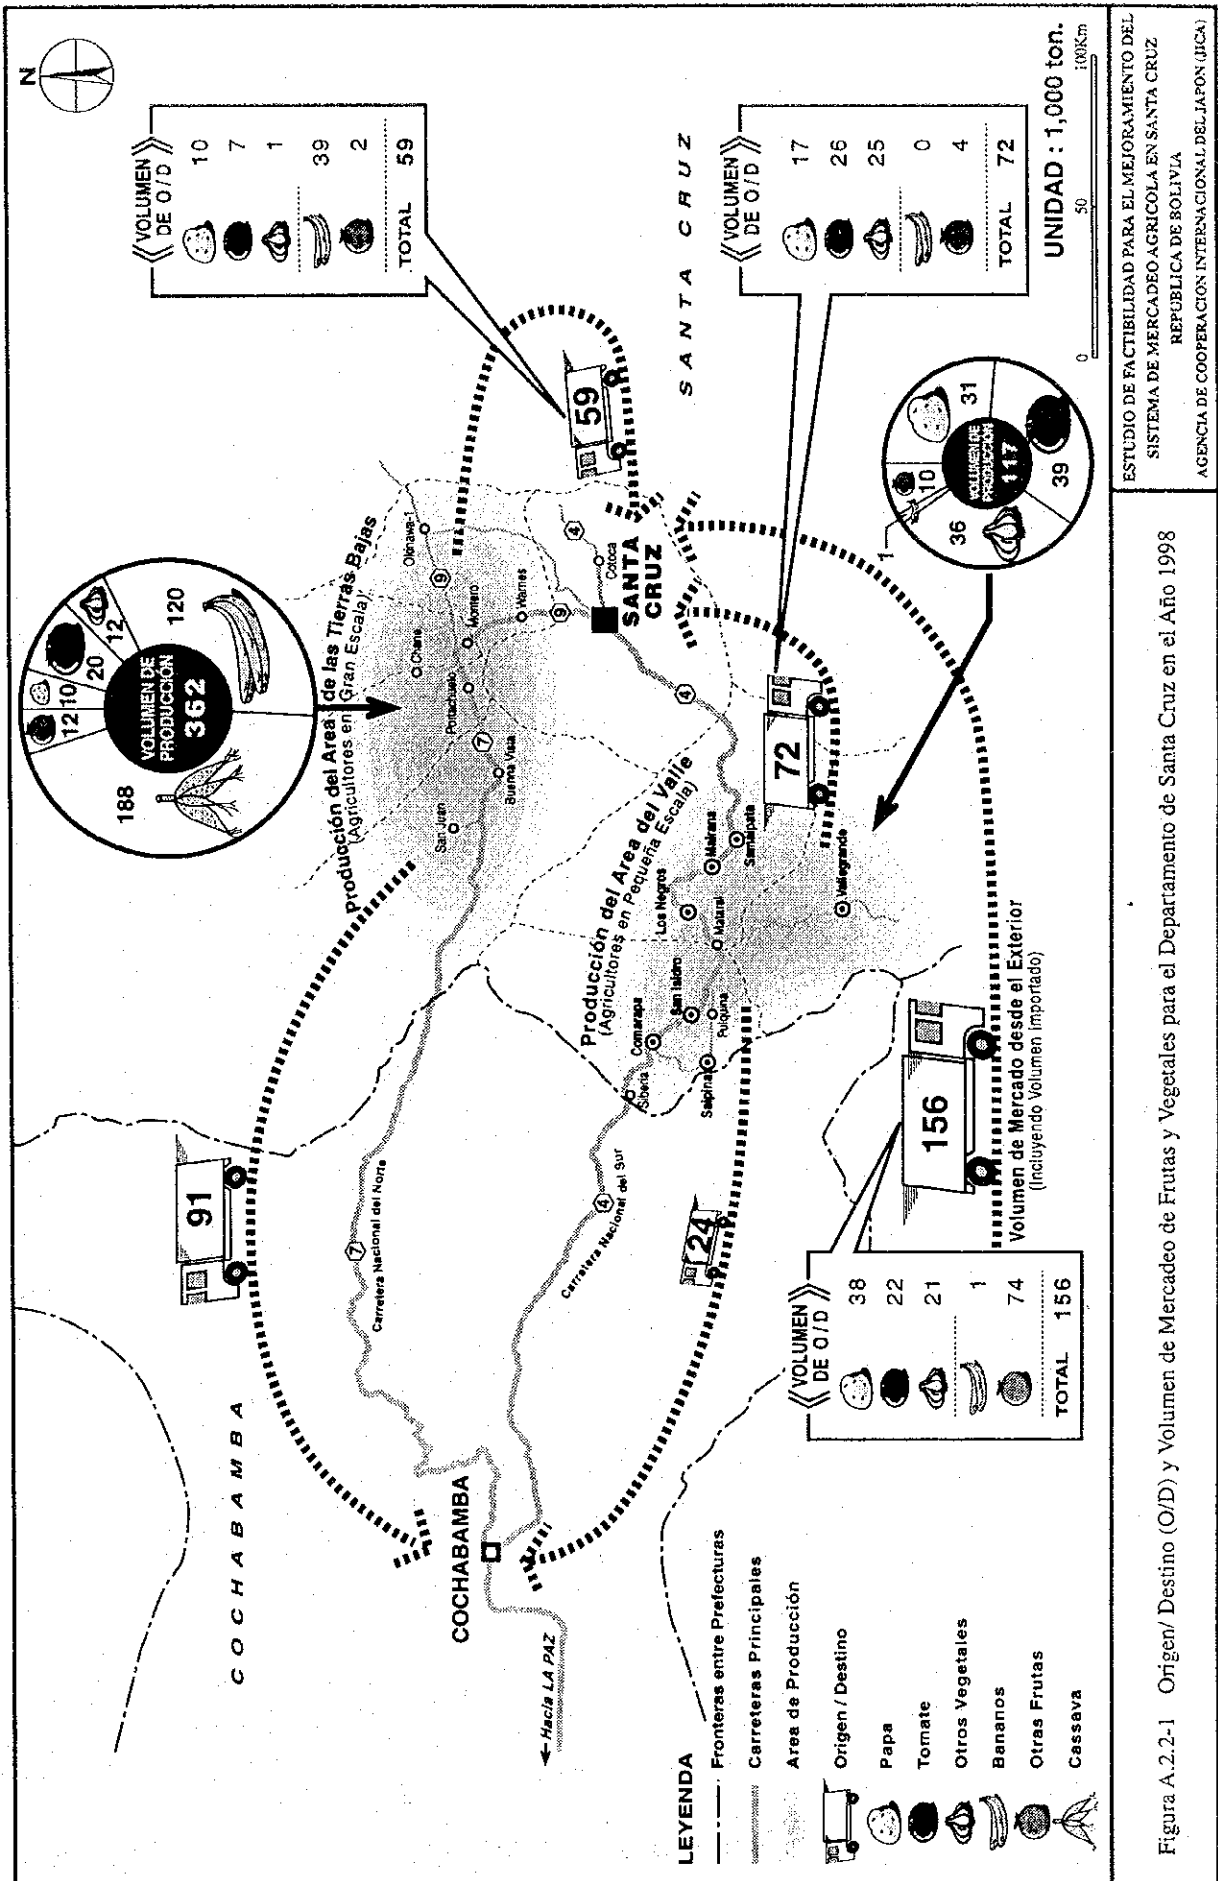 N
VOLUMEN
DE O/D
10
7
1
39
2
TOTAL 59
VOLUMEN DE
PRODUCCION
362
12
10
20
12
120
188
Producción del Area de las Tierras Bajas
(Agricultores en Gran Escala)
Okinawa-1
9
Chane
Montero
Portachuelo
Warnes
9
7
Buena Vista
San Juan
59
4
Cotoca
SANTA
CRUZ
SANTA CRUZ
4
91
COCHABAMBA
7
Carretera Nacional del Norte
COCHABAMBA
Hacia LA PAZ
Producción del Area del Valle
(Agricultores en Pequeña Escala)
Los Negros
Mairana
Samaipata
Mataral
Vallegrande
San Isidro
Pulquina
Comarapa
Saipina
Siberia
4
Carretera Nacional del Sur
24
72
VOLUMEN
DE O/D
17
26
25
0
4
TOTAL 72
VOLUMEN DE
PRODUCCION
117
1
10
31
39
36
156
Volumen de Mercado desde el Exterior
(Incluyendo Volumen Importado)
VOLUMEN
DE O/D
38
22
21
1
74
TOTAL 156
UNIDAD : 1,000 ton.
0 50 100Km
LEYENDA
Fronteras entre Prefecturas
Carreteras Principales
Area de Producción
Origen / Destino
Papa
Tomate
Otros Vegetales
Bananos
Otras Frutas
Cassava
Figura A.2.2-1 Origen/ Destino (O/D) y Volumen de Mercadeo de Frutas y Vegetales para el Departamento de Santa Cruz en el Año 1998
ESTUDIO DE FACTIBILIDAD PARA EL MEJORAMIENTO DEL
SISTEMA DE MERCADEO AGRICOLA EN SANTA CRUZ
REPUBLICA DE BOLIVIA
AGENCIA DE COOPERACION INTERNACIONAL DEL JAPON (JICA)